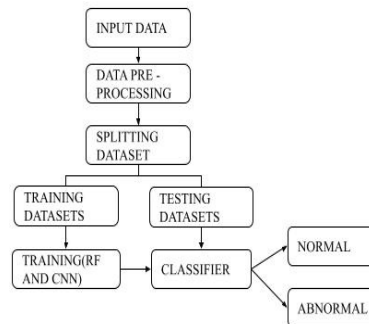 INPUT DATA
DATA PRE -
PROCESSING
SPLITTING
DATASET
TRAINING
DATASETS
TESTING
DATASETS
TRAINING(RF
AND CNN)
CLASSIFIER
NORMAL
ABNORMAL